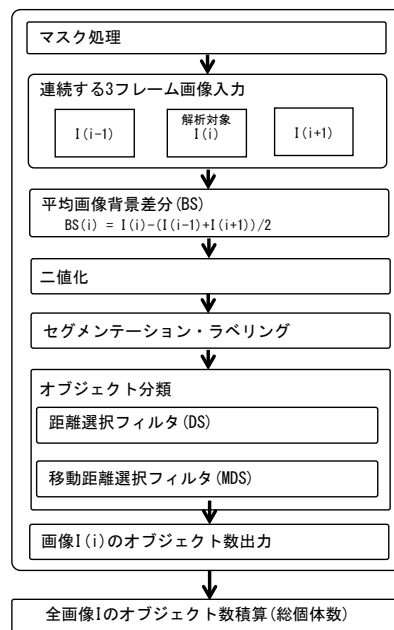 マスク処理
連続する3フレーム画像入力
I(i-1)
解析対象
I(i)
I(i+1)
平均画像背景差分(BS)
BS(i) = I(i)-(I(i-1)+I(i+1))/2
二値化
セグメンテーション・ラベリング
オブジェクト分類
距離選択フィルタ(DS)
移動距離選択フィルタ(MDS)
画像I(i)のオブジェクト数出力
全画像Iのオブジェクト数積算(総個体数)